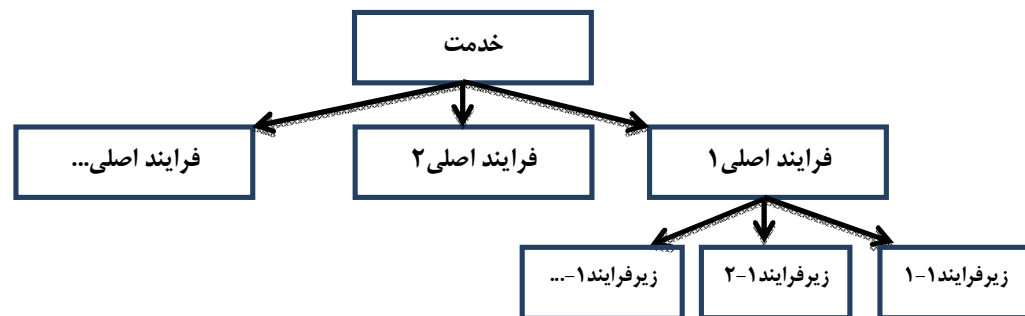 خدمت
فرایند اصلی۱
فرایند اصلی۲
فرایند اصلی...
زیرفرایند۱-۱
زیرفرایند۱-۲
زیرفرایند۱-...